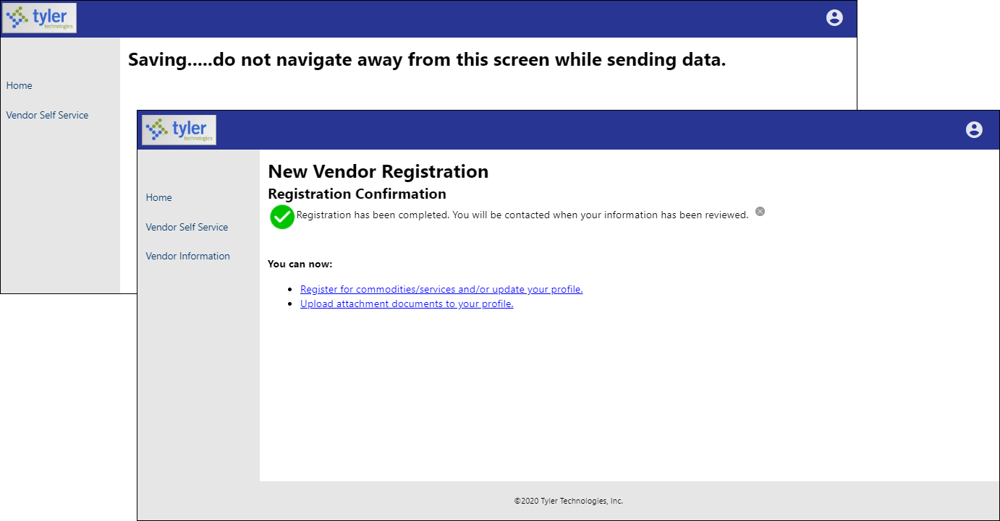 tyler
technologies
Saving.....do not navigate away from this screen while sending data.
Home
Vendor Self Service
tyler
technologies
Home
Vendor Self Service
Vendor Information
New Vendor Registration
Registration Confirmation
Registration has been completed. You will be contacted when your information has been reviewed.
You can now:
Register for commodities/services and/or update your profile.
Upload attachment documents to your profile.
©2020 Tyler Technologies, Inc.